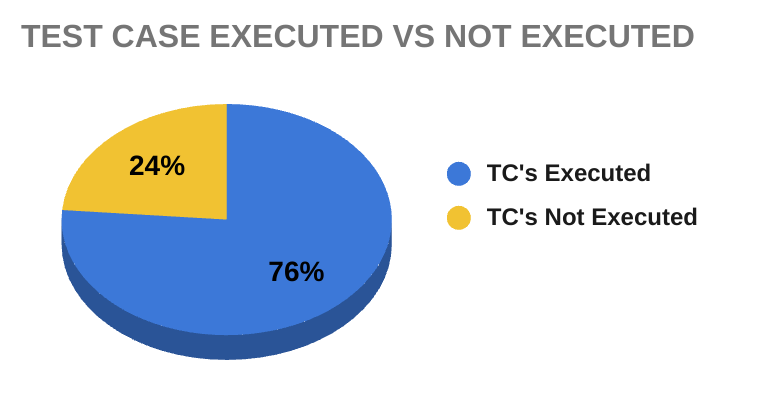 TEST CASE EXECUTED VS NOT EXECUTED
24%
76%
TC's Executed
TC's Not Executed